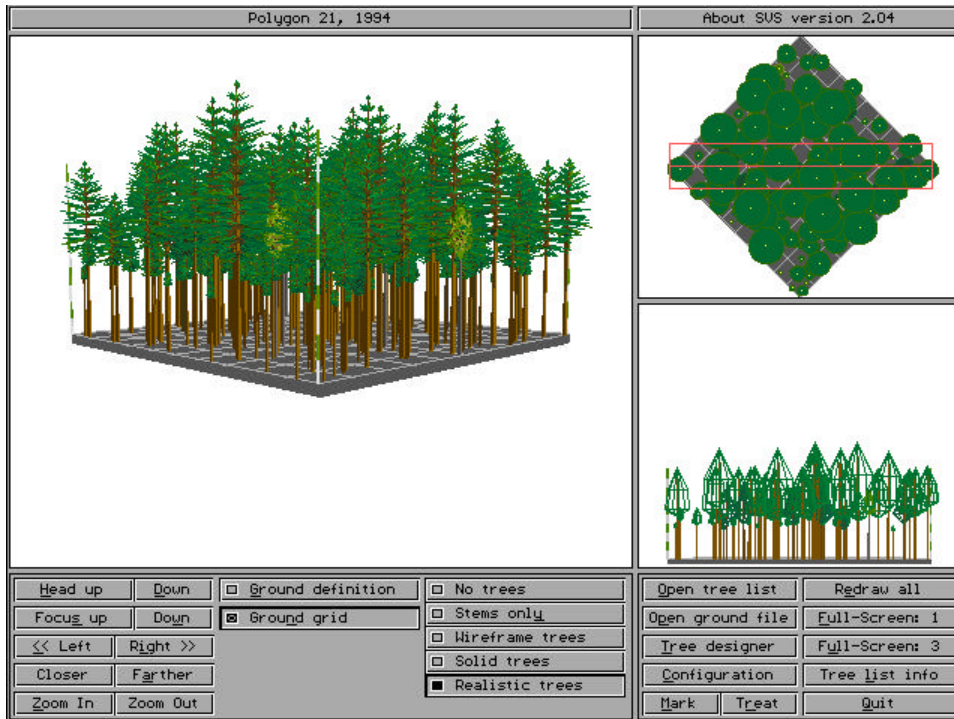 Polygon 21, 1994
About SVS version 2.04
Head up
Down
Focus up
Down
<< Left
Right >>
Closer
Farther
Zoom In
Zoom Out
Ground definition
Ground grid
No trees
Stems only
Wireframe trees
Solid trees
Realistic trees
Open tree list
Redraw all
Open ground file
Full-Screen: 1
Tree designer
Full-Screen: 3
Configuration
Tree list info
Mark
Treat
Quit